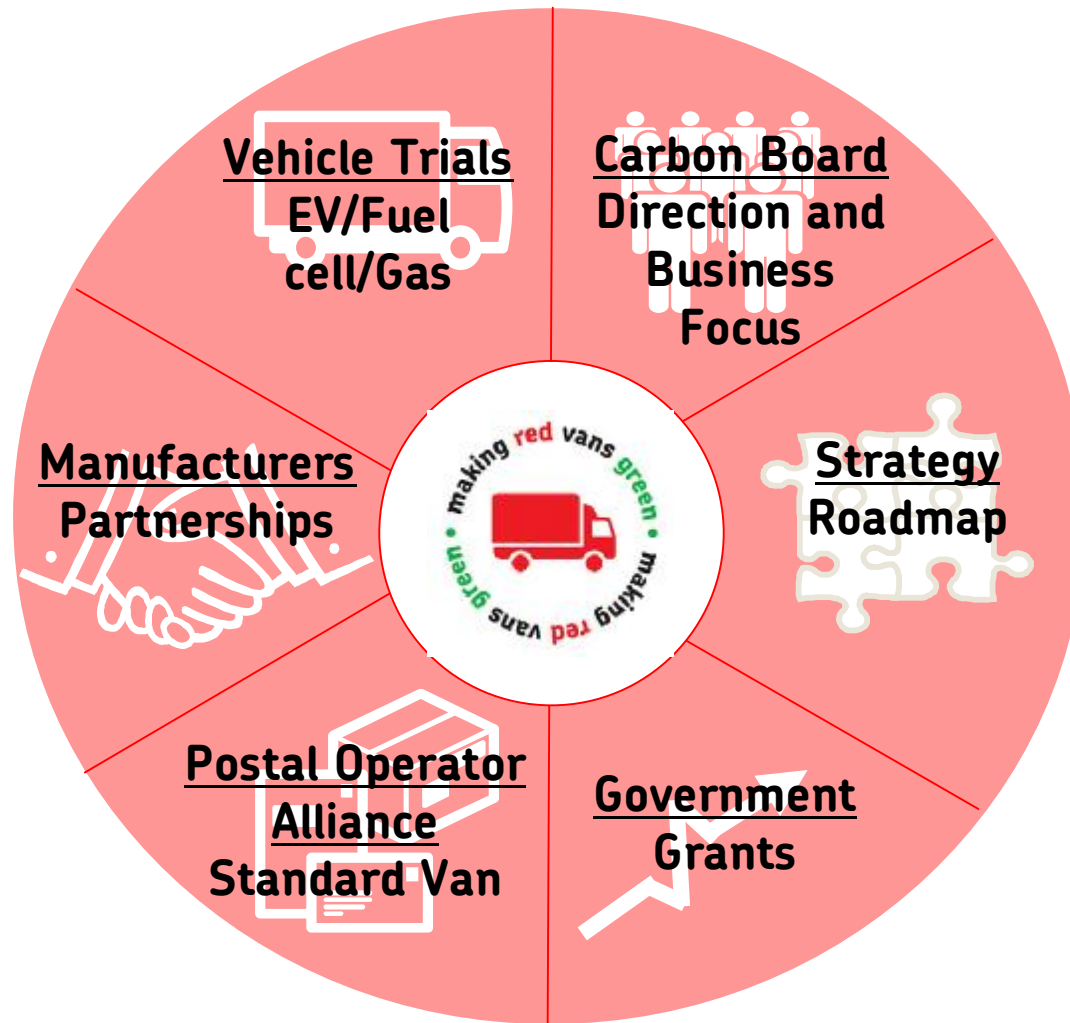 Vehicle Trials
EV/Fuel
cell/Gas
Carbon Board
Direction and
Business
Focus
Manufacturers
Partnerships
making red vans green • making red vans green •
Strategy
Roadmap
Postal Operator
Alliance
Standard Van
Government
Grants